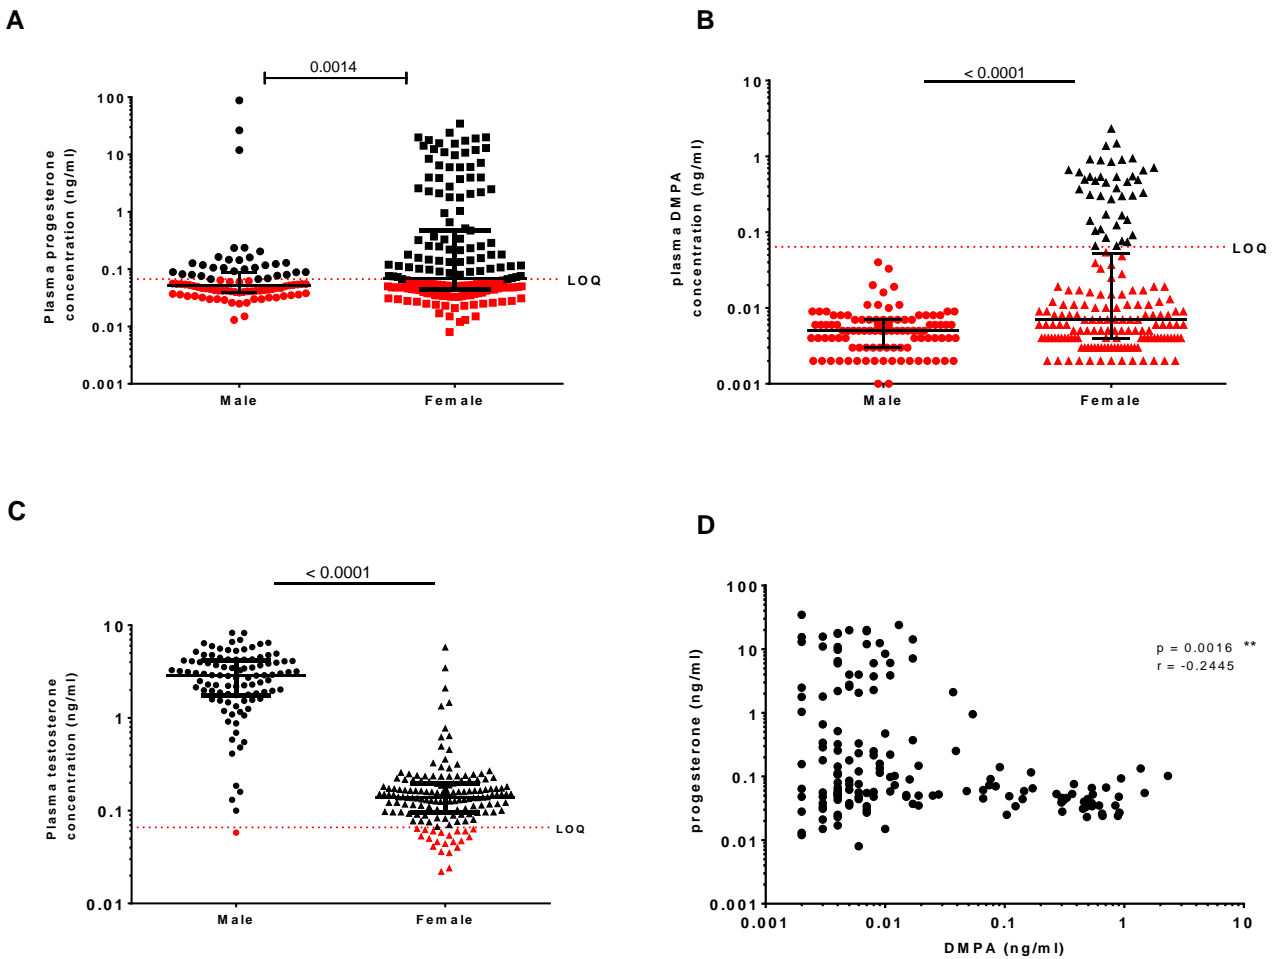 A
0.0014
Plasma progesterone
concentration (ng/ml)
100
10
1
0.1
0.01
0.001
LOQ
Male
Female
B
< 0.0001
plasma DMPA
concentration (ng/ml)
10
1
0.1
0.01
0.001
LOQ
Male
Female
C
< 0.0001
Plasma testosterone
concentration (ng/ml)
10
1
0.1
0.01
LOQ
Male
Female
D
progesterone (ng/ml)
100
10
1
0.1
0.01
0.001
p = 0.0016 **
r = -0.2445
0.001
0.01
0.1
1
10
DMPA (ng/ml)